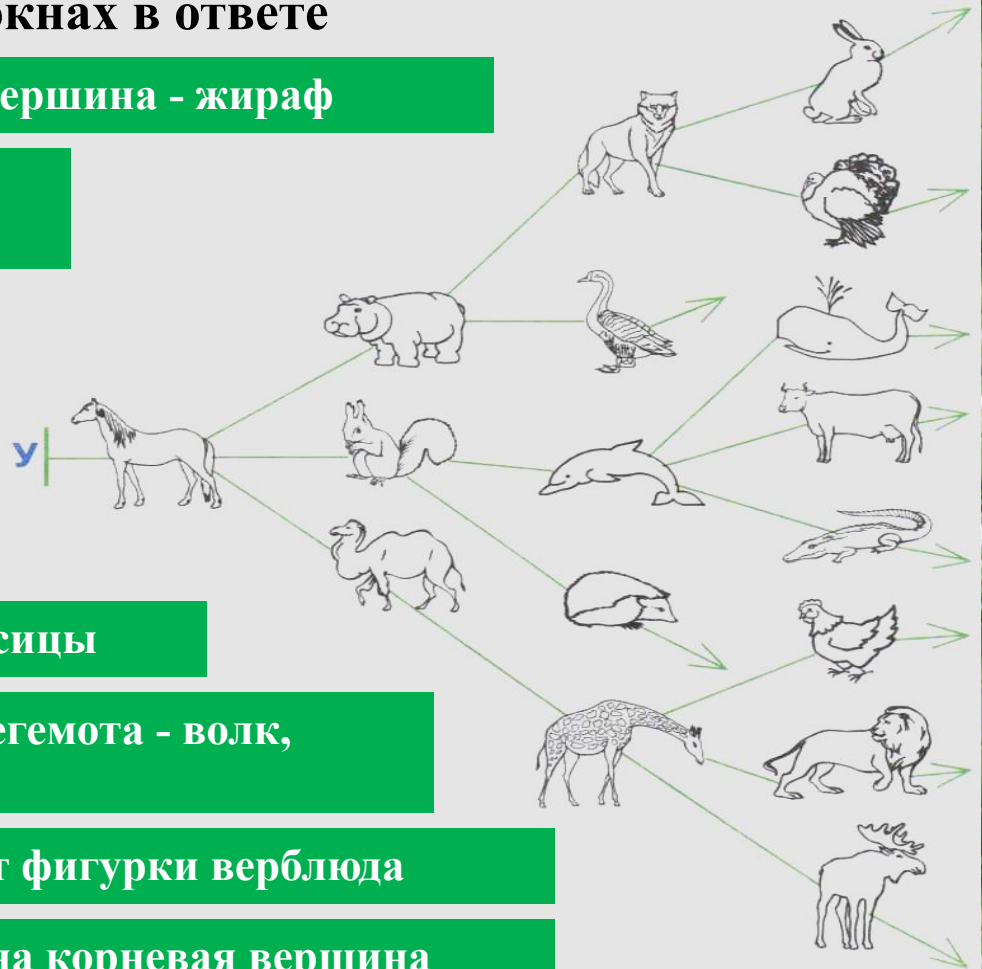 окнах в ответе
ершина - жираф
У
сицы
егемота - волк,
т фигурки верблюда
на корневая вершина